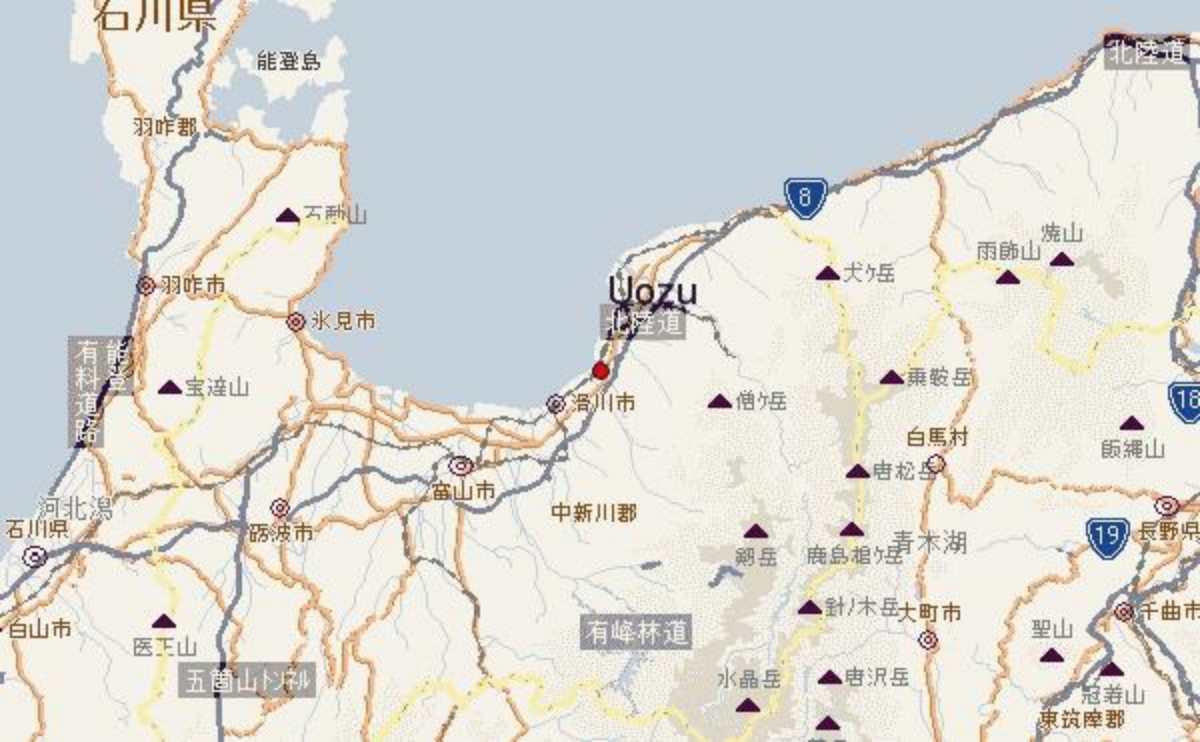 石川県
能登島
北陸道
羽咋郡
8
石動山
焼山
雨飾山
犬ケ岳
羽咋市
Uozu
北陸道
氷見市
能登
有料道路
宝達山
乗鞍岳
僧ケ岳
滑川市
18
白馬村
飯縄山
富山市
唐松岳
河北潟
石川県
砺波市
中新川郡
19
長野県
剱岳
鹿島槍ケ岳
青木湖
針ノ木岳
大町市
千曲市
白山市
医王山
有峰林道
聖山
五箇山トンネル
水晶岳
唐沢岳
冠着山
東筑摩郡